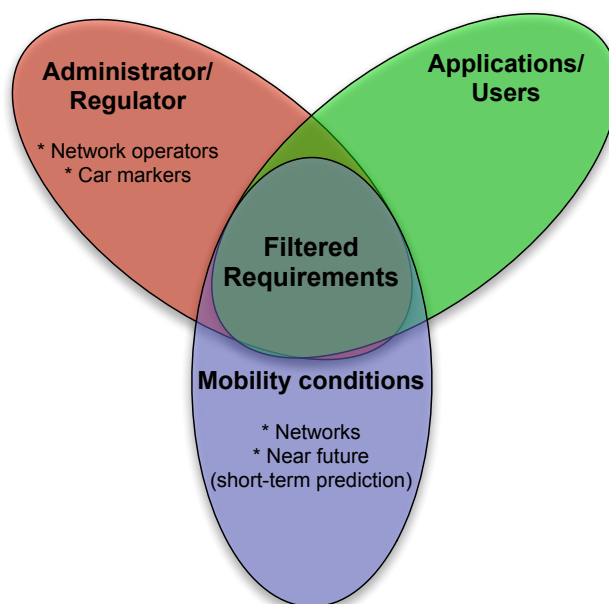 Administrator/
Regulator
* Network operators
* Car markers
Applications/
Users
Filtered
Requirements
Mobility conditions
* Networks
* Near future
(short-term prediction)